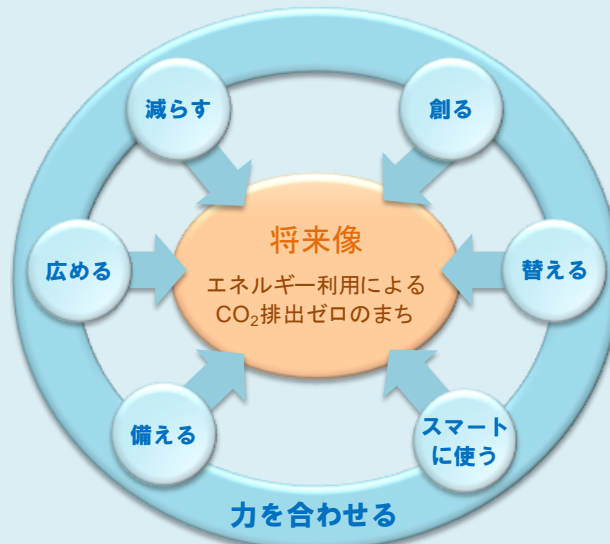 減らす
創る
将来像
エネルギー利用による
CO₂排出ゼロのまち
広める
替える
備える
スマート
に使う
力を合わせる